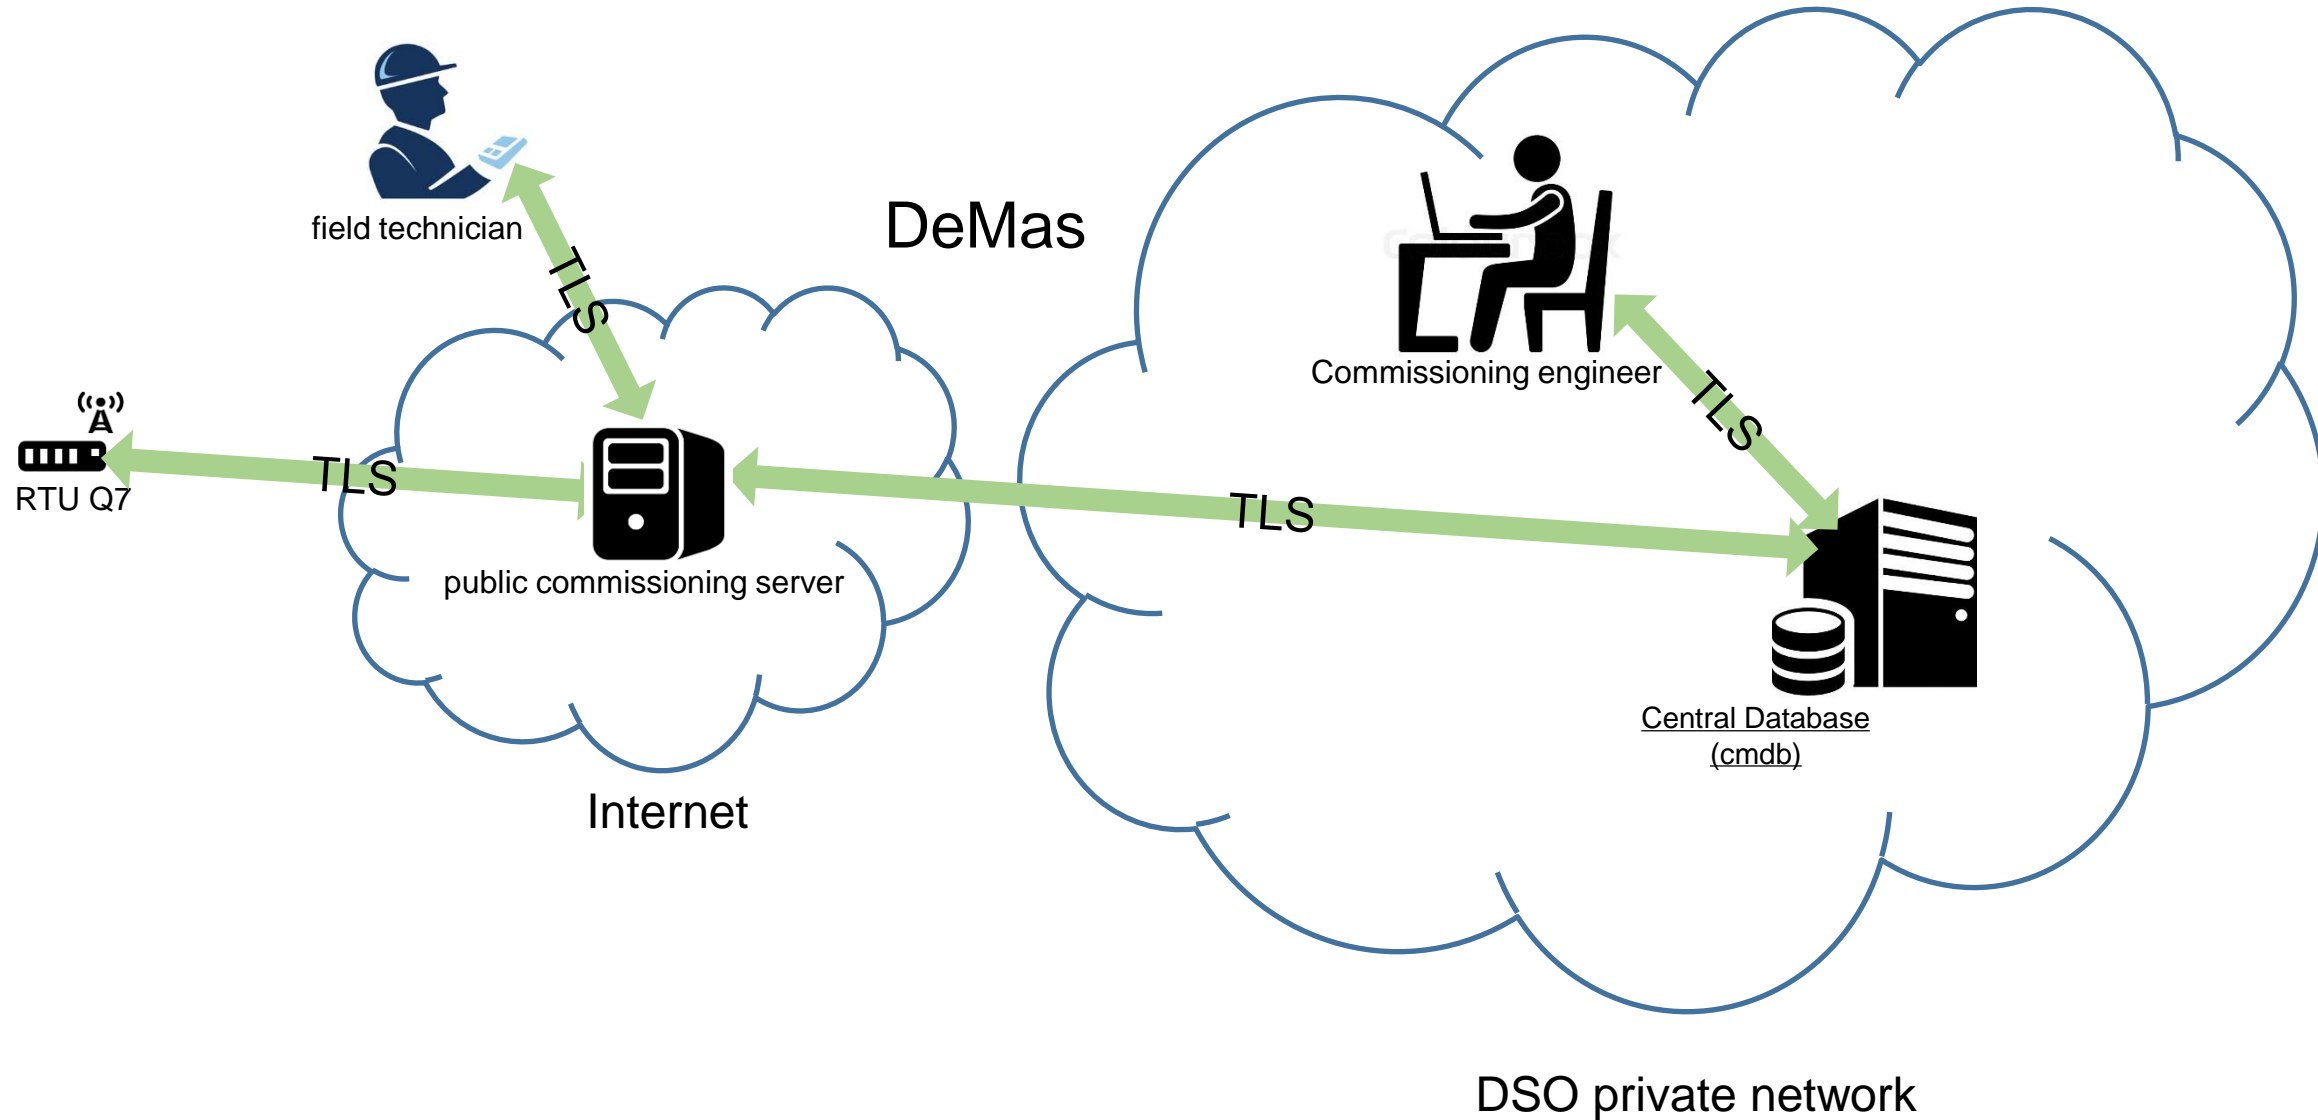 field technician
DeMas
TLS
Commissioning engineer
TLS
RTU Q7
TLS
TLS
public commissioning server
Central Database
(cmdb)
Internet
DSO private network